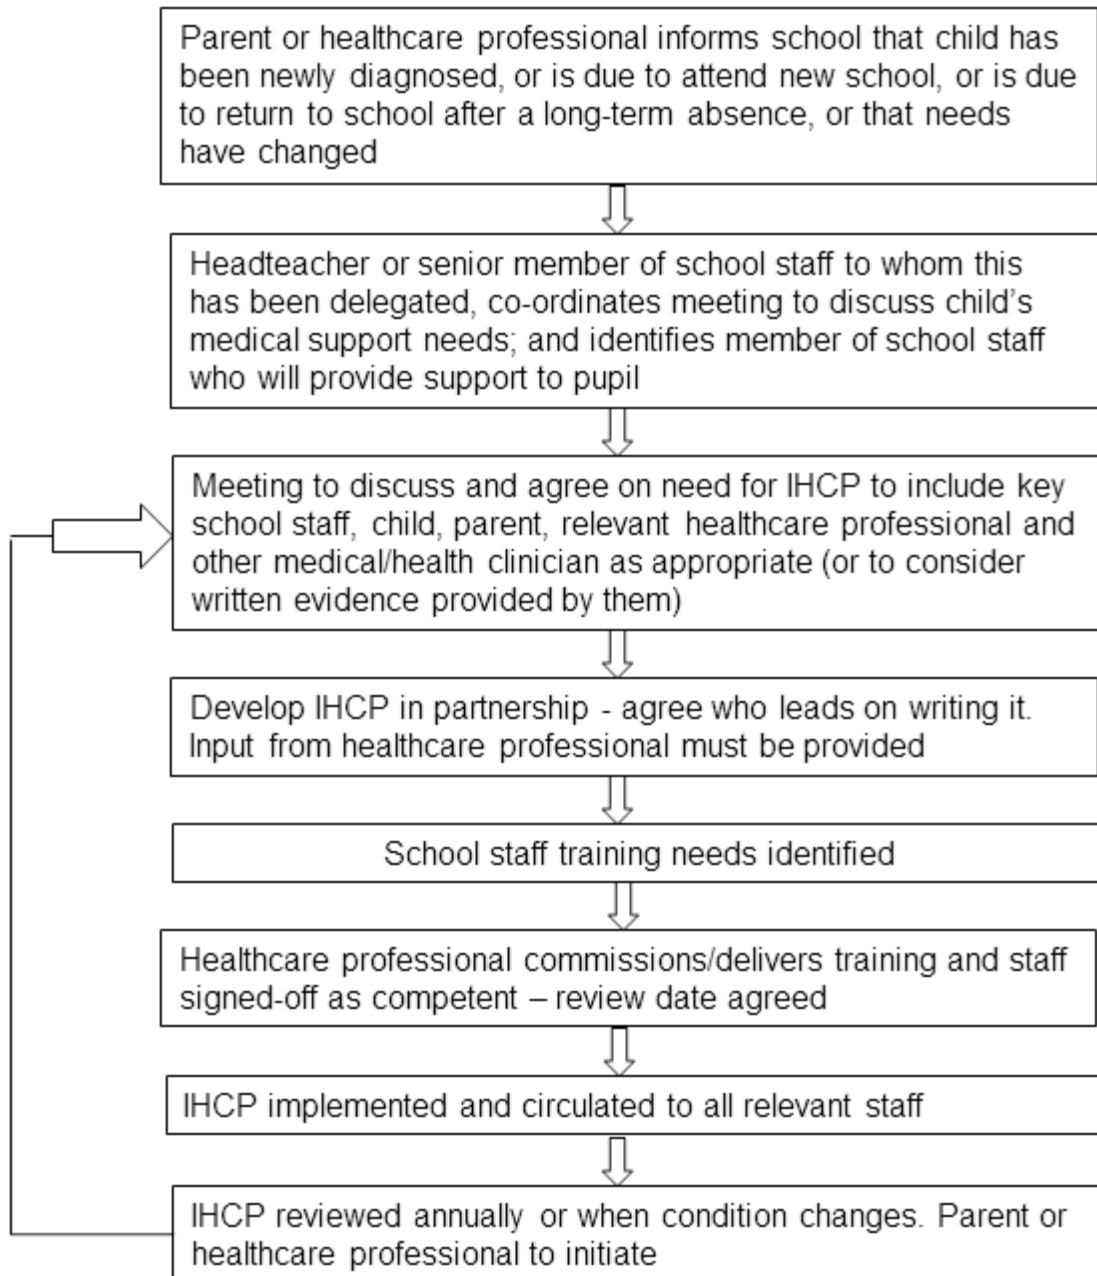 Parent or healthcare professional informs school that child has
been newly diagnosed, or is due to attend new school, or is due
to return to school after a long-term absence, or that needs
have changed
Headteacher or senior member of school staff to whom this
has been delegated, co-ordinates meeting to discuss child's
medical support needs; and identifies member of school staff
who will provide support to pupil
Meeting to discuss and agree on need for IHCP to include key
school staff, child, parent, relevant healthcare professional and
other medical/health clinician as appropriate (or to consider
written evidence provided by them)
Develop IHCP in partnership - agree who leads on writing it.
Input from healthcare professional must be provided
School staff training needs identified
Healthcare professional commissions/delivers training and staff
signed-off as competent – review date agreed
IHCP implemented and circulated to all relevant staff
IHCP reviewed annually or when condition changes. Parent or
healthcare professional to initiate